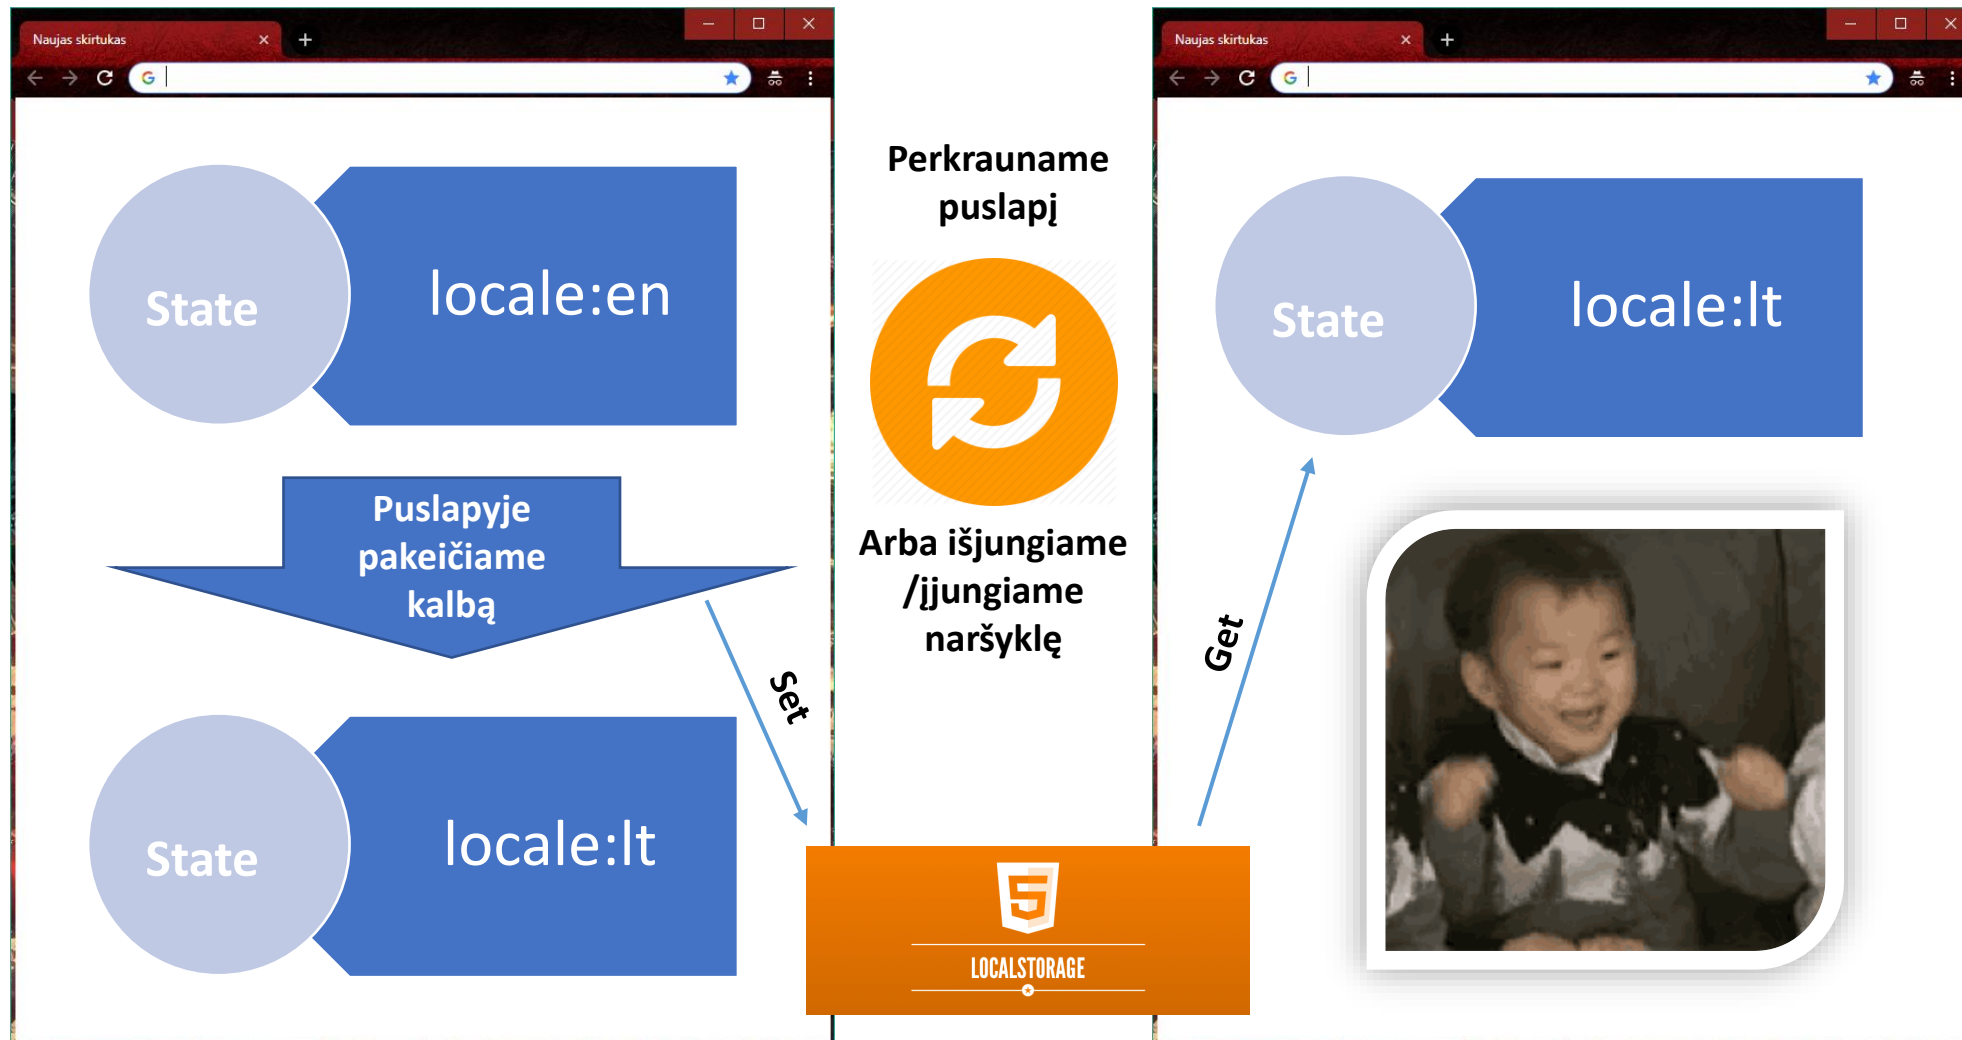 Naujas skirtukas
State
locale:en
Puslapyje
pakeičiame
kalbą
Set
State
locale:lt
Perkrauname
puslapį
Arba išjungiame
/įjungiame
naršyklę
LOCALSTORAGE
Naujas skirtukas
State
locale:lt
Get